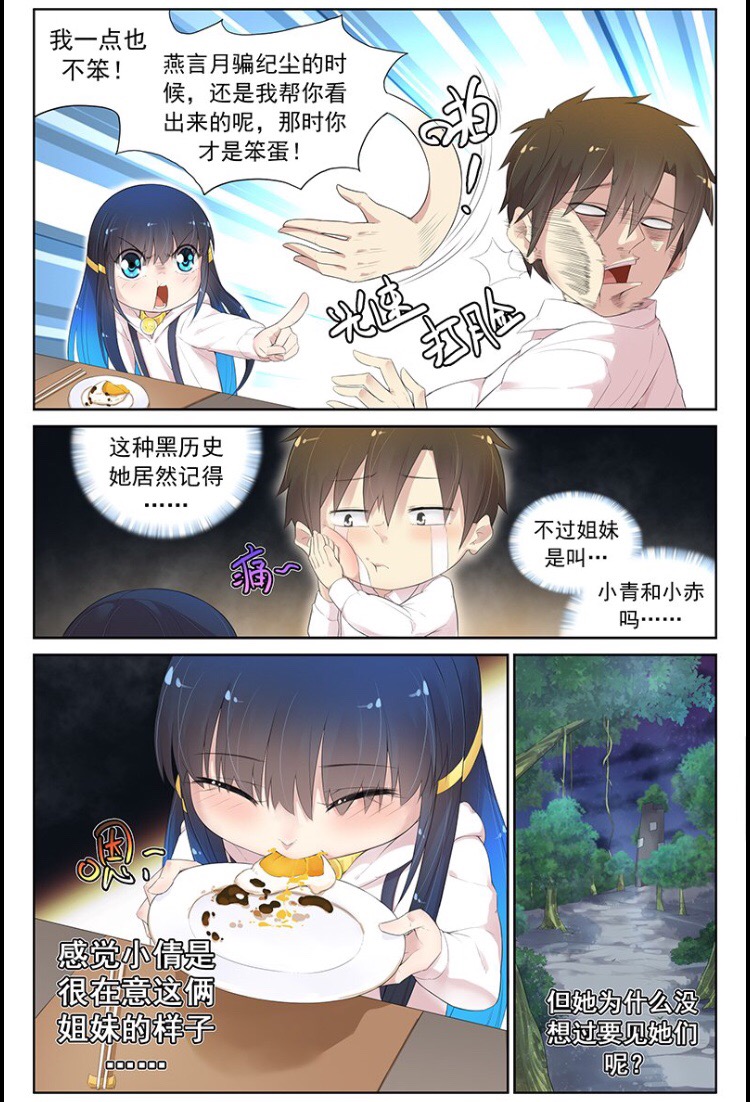 我一点也
不笨！
燕言月骗纪尘的时
候，还是我帮你看
出来的呢，那时你
才是笨蛋！
啪！
光速
打脸
这种黑历史
她居然记得
……
痛~
不过姐妹
是叫…
小青和小赤
吗……
嗯~
感觉小倩是
很在意这俩
姐妹的样子
……
但她为什么没
想过要见她们
呢？